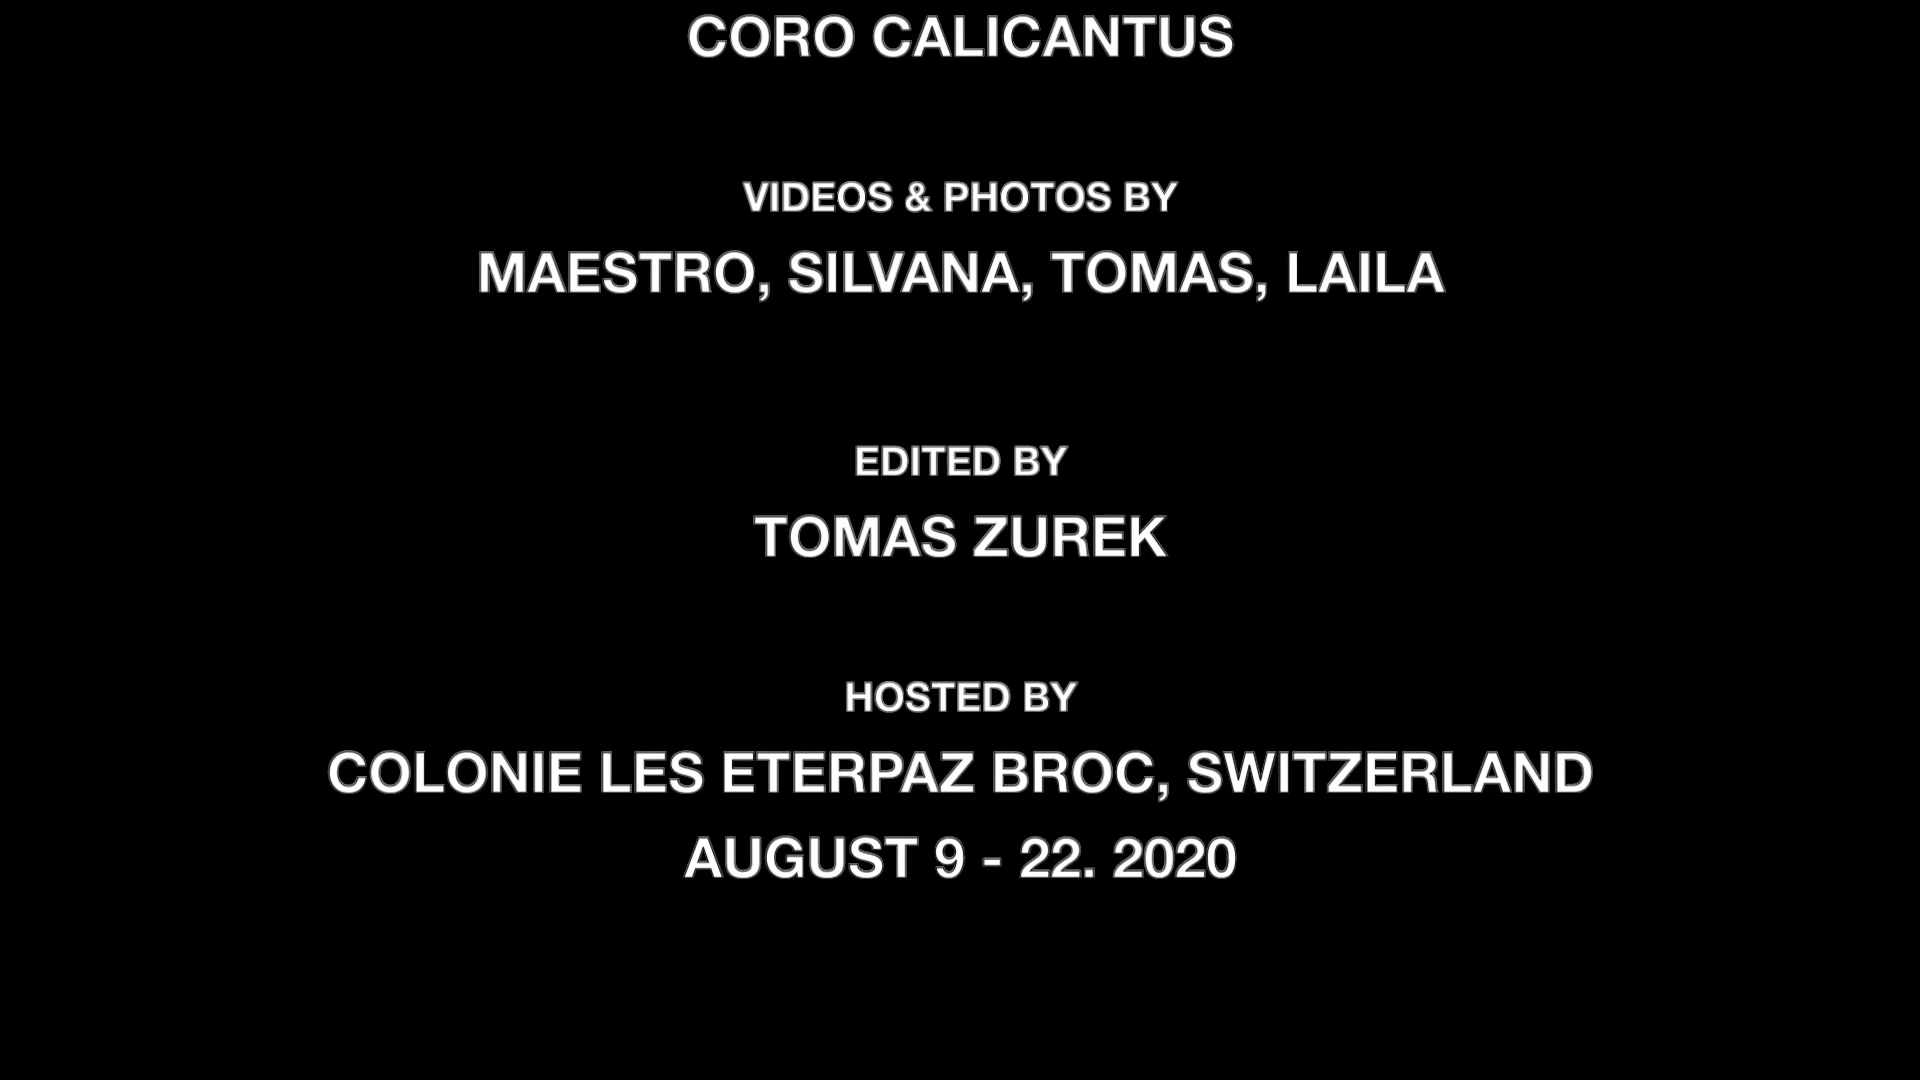 CORO CALICANTUS
VIDEOS & PHOTOS BY
MAESTRO, SILVANA, TOMAS, LAILA
EDITED BY
TOMAS ZUREK
HOSTED BY
COLONIE LES ETERPAZ BROC, SWITZERLAND
AUGUST 9 - 22. 2020